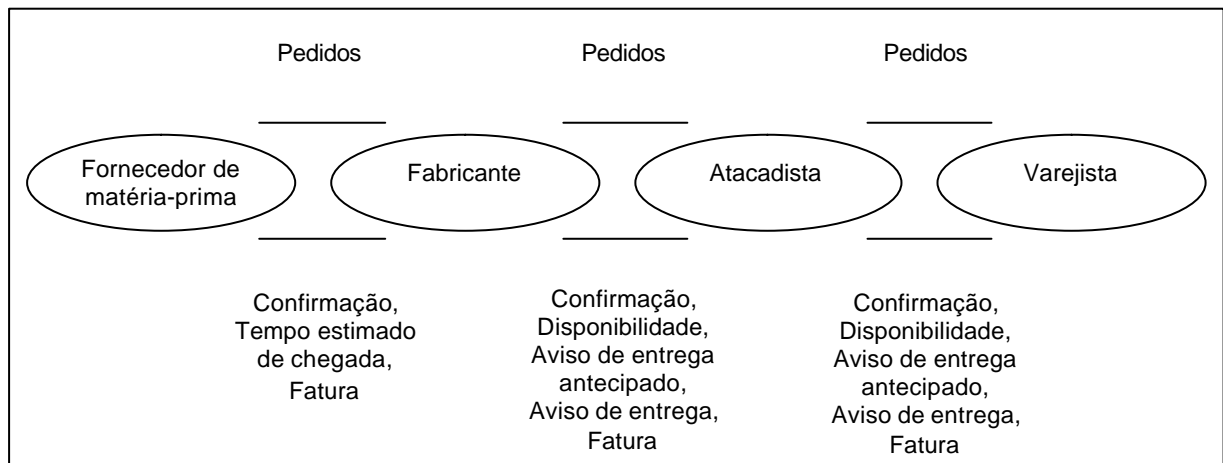 Pedidos
Pedidos
Pedidos
Fornecedor de
matéria-prima
Fabricante
Atacadista
Varejista
Confirmação,
Tempo estimado
de chegada,
Fatura
Confirmação,
Disponibilidade,
Aviso de entrega
antecipado,
Aviso de entrega,
Fatura
Confirmação,
Disponibilidade,
Aviso de entrega
antecipado,
Aviso de entrega,
Fatura